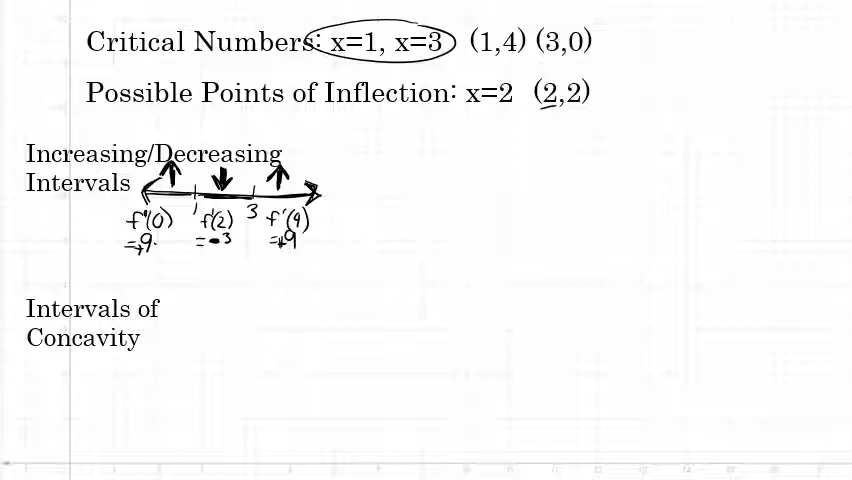 Critical Numbers: x=1, x=3 (1,4) (3,0)
Possible Points of Inflection: x=2 (2,2)
Increasing/Decreasing
Intervals
1 3
f'(0) f'(2) f'(4)
=+9 =-3 =+9
Intervals of
Concavity